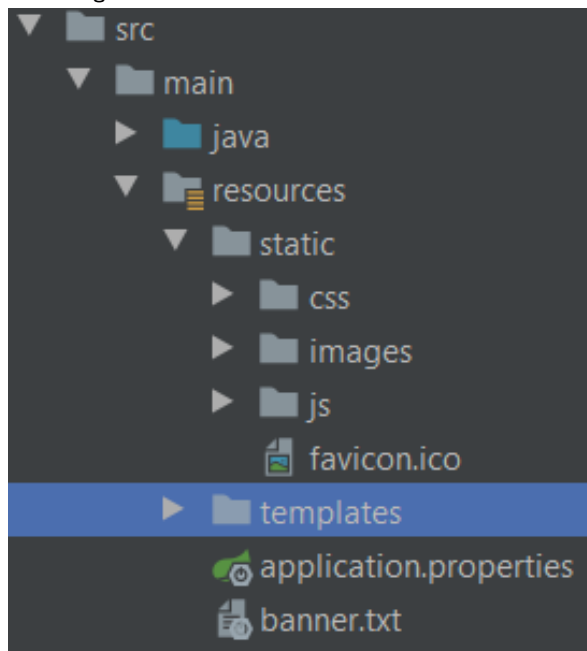 src
main
java
resources
static
css
images
js
favicon.ico
templates
application.properties
banner.txt